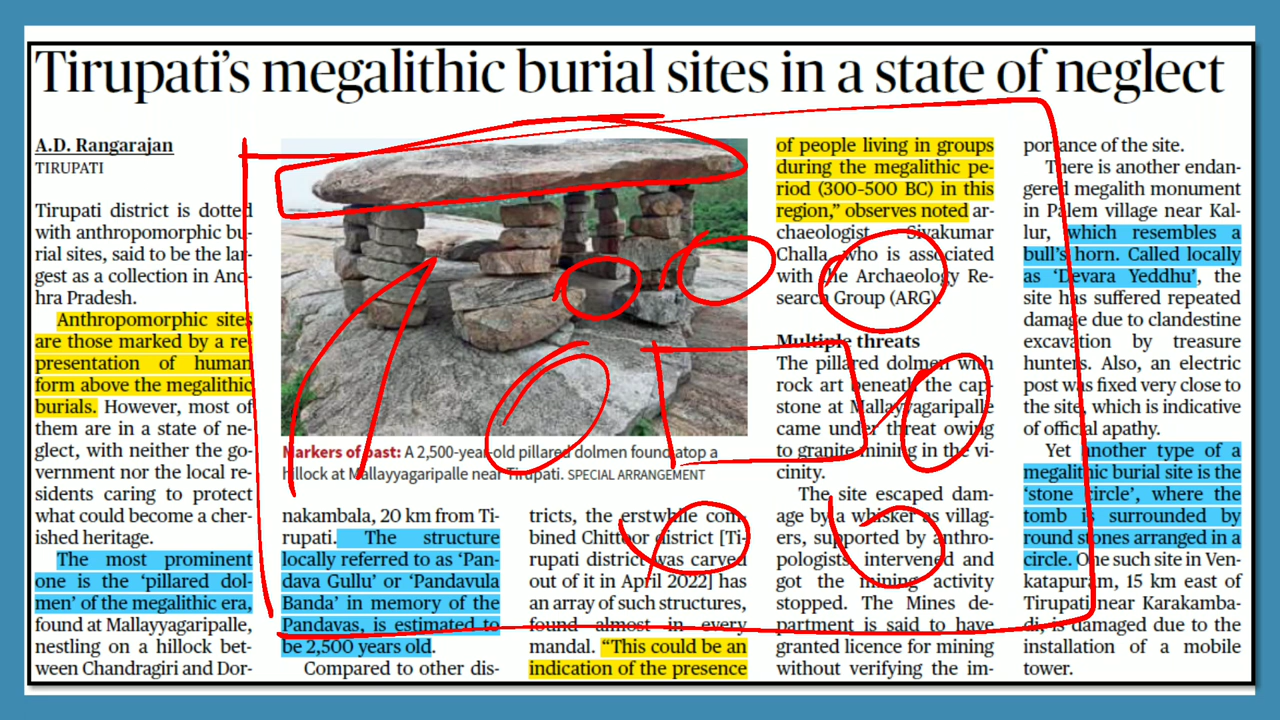 Tirupati's megalithic burial sites in a state of neglect
A.D. Rangarajan
TIRUPATI
Tirupati district is dotted
with anthropomorphic bu-
rial sites, said to be the lar-
gest as a collection in And-
hra Pradesh.
Anthropomorphic sites
are those marked by a re-
presentation of human
form above the megalithic
burials. However, most of
them are in a state of ne-
glect, with neither the go-
vernment nor the local re-
sidents caring to protect
what could become a cher-
ished heritage.
The most prominent
one is the 'pillared dol-
men' of the megalithic era,
found at Mallayyagaripalle,
nestling on a hillock bet-
ween Chandragiri and Dor-
Markers of past: A 2,500-year-old pillared dolmen found atop a
hillock at Mallayyagaripalle near Tirupati. SPECIAL ARRANGEMENT
nakambala, 20 km from Ti-
rupati. The structure
locally referred to as 'Pan-
dava Gullu' or 'Pandavula
Banda' in memory of the
Pandavas, is estimated to
be 2,500 years old.
Compared to other dis-
tricts, the erstwhile com-
bined Chittoor district [Ti-
rupati district was carved
out of it in April 2022] has
an array of such structures,
found almost in every
mandal. "This could be an
indication of the presence
of people living in groups
during the megalithic pe-
riod (300-500 BC) in this
region," observes noted ar-
chaeologist Sivakumar
Challa, who is associated
with the Archaeology Re-
search Group (ARG).
Multiple threats
The pillared dolmen with
rock art beneath the cap-
stone at Mallayyagaripalle
came under threat owing
to granite mining in the vi-
cinity.
The site escaped dam-
age by a whisker as villag-
ers, supported by anthro-
pologists, intervened and
got the mining activity
stopped. The Mines de-
partment is said to have
granted licence for mining
without verifying the im-
portance of the site.
There is another endan-
gered megalith monument
in Palem village near Kal-
lur, which resembles a
bull's horn. Called locally
as 'Devara Yeddhu', the
site has suffered repeated
damage due to clandestine
excavation by treasure
hunters. Also, an electric
post was fixed very close to
the site, which is indicative
of official apathy.
Yet another type of a
megalithic burial site is the
'stone circle', where the
tomb is surrounded by
round stones arranged in a
circle. One such site in Ven-
katapuram, 15 km east of
Tirupati near Karakamba-
di, is damaged due to the
installation of a mobile
tower.